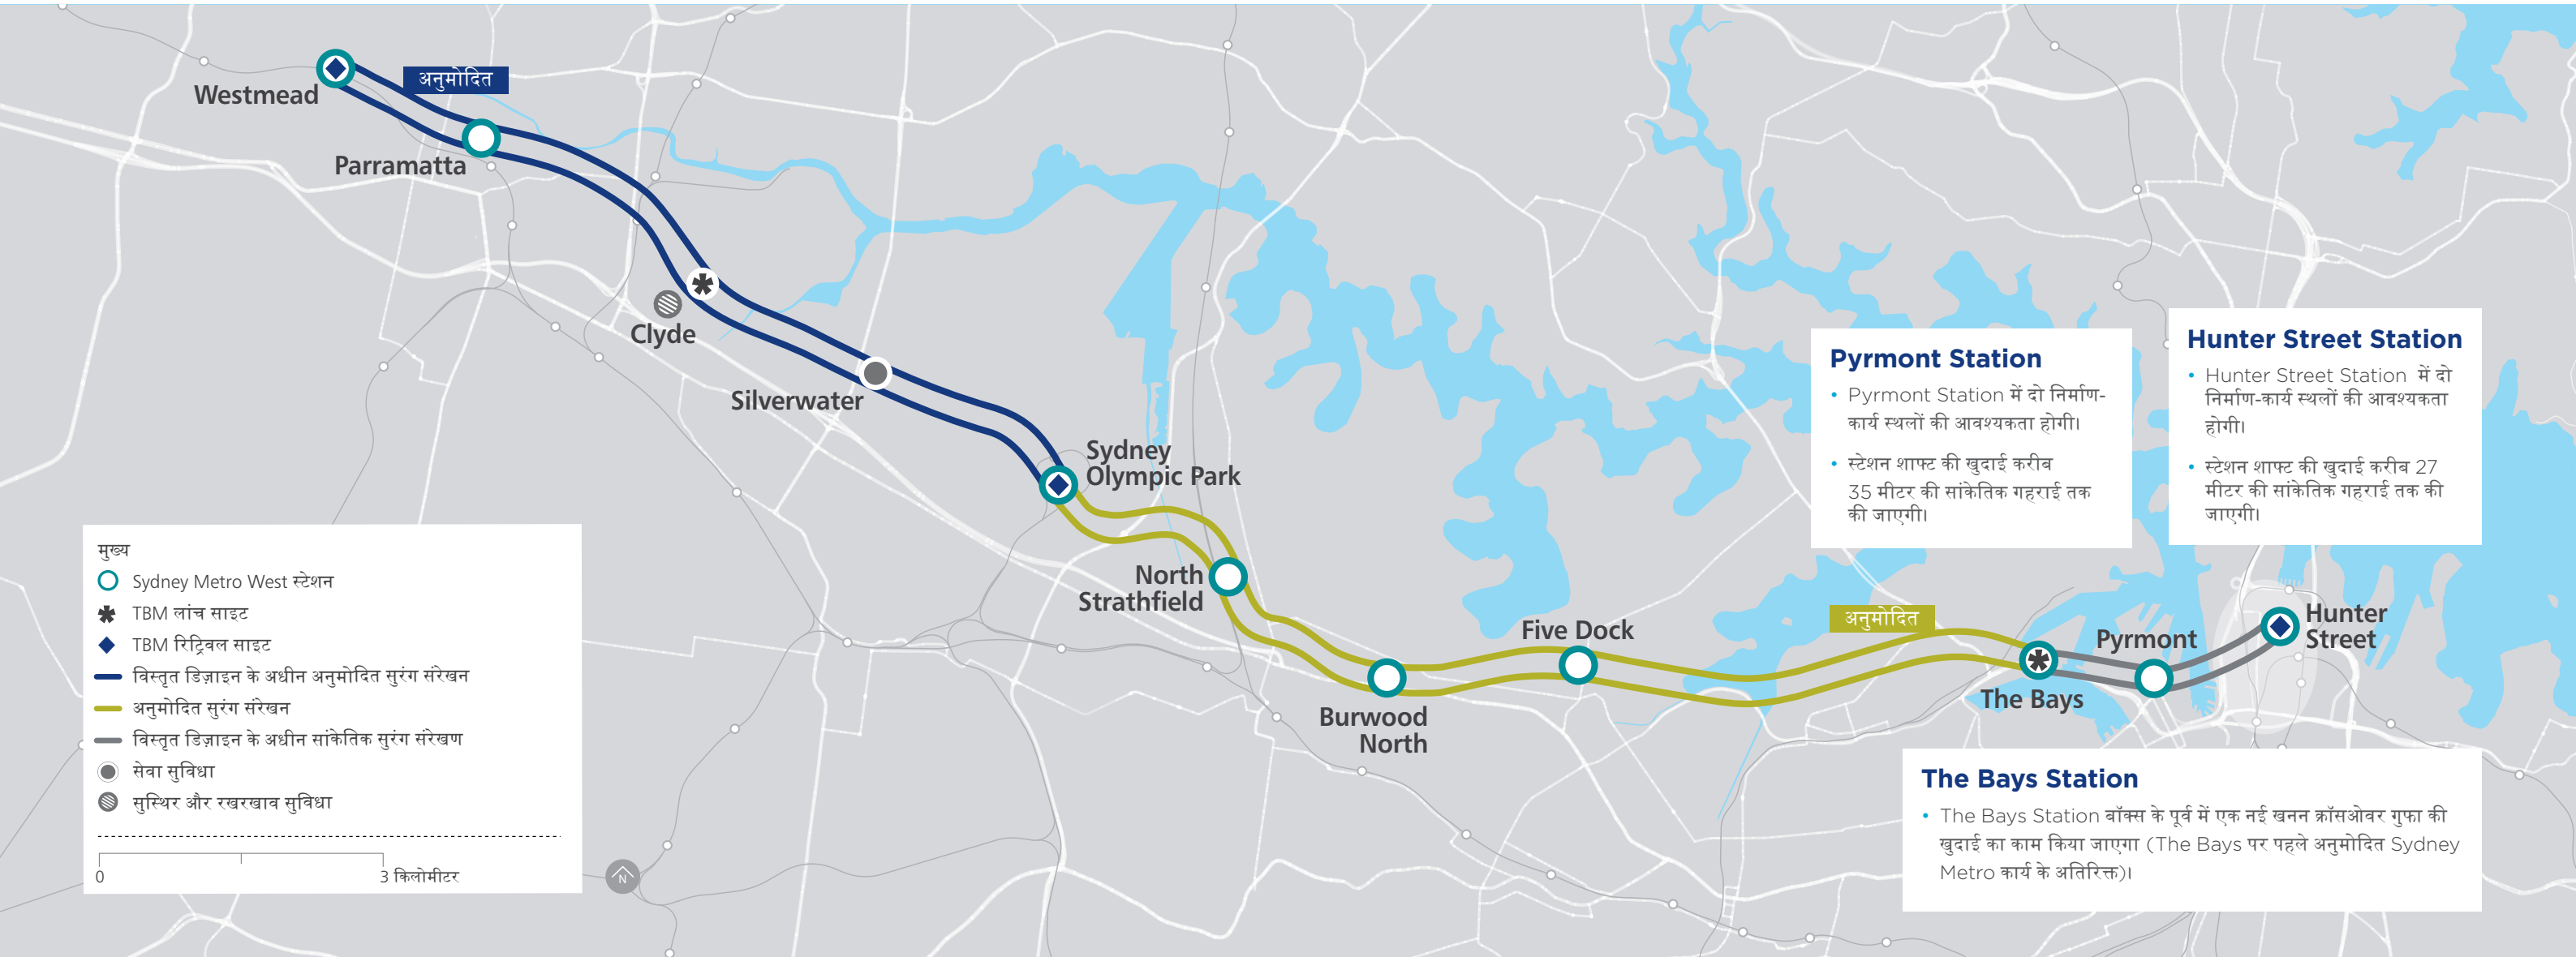 Westmead
अनुमोदित
Parramatta
Clyde
Silverwater
Sydney
Olympic Park
North
Strathfield
Burwood
North
Five Dock
अनुमोदित
The Bays
Pyrmont
Hunter
Street
Pyrmont Station
• Pyrmont Station में दो निर्माण-
कार्य स्थलों की आवश्यकता होगी।
• स्टेशन शाफ्ट की खुदाई करीब
35 मीटर की सांकेतिक गहराई तक
की जाएगी।
Hunter Street Station
• Hunter Street Station में दो
निर्माण-कार्य स्थलों की आवश्यकता
होगी।
• स्टेशन शाफ्ट की खुदाई करीब 27
मीटर की सांकेतिक गहराई तक की
जाएगी।
The Bays Station
• The Bays Station बॉक्स के पूर्व में एक नई खनन क्रॉसओवर गुफा की
खुदाई का काम किया जाएगा (The Bays पर पहले अनुमोदित Sydney
Metro कार्य के अतिरिक्त)।
मुख्य
Sydney Metro West स्टेशन
TBM लांच साइट
TBM रिट्रिवल साइट
विस्तृत डिज़ाइन के अधीन अनुमोदित सुरंग संरेखन
अनुमोदित सुरंग संरेखन
विस्तृत डिज़ाइन के अधीन सांकेतिक सुरंग संरेखण
सेवा सुविधा
सुस्थिर और रखरखाव सुविधा
0 3 किलोमीटर
N